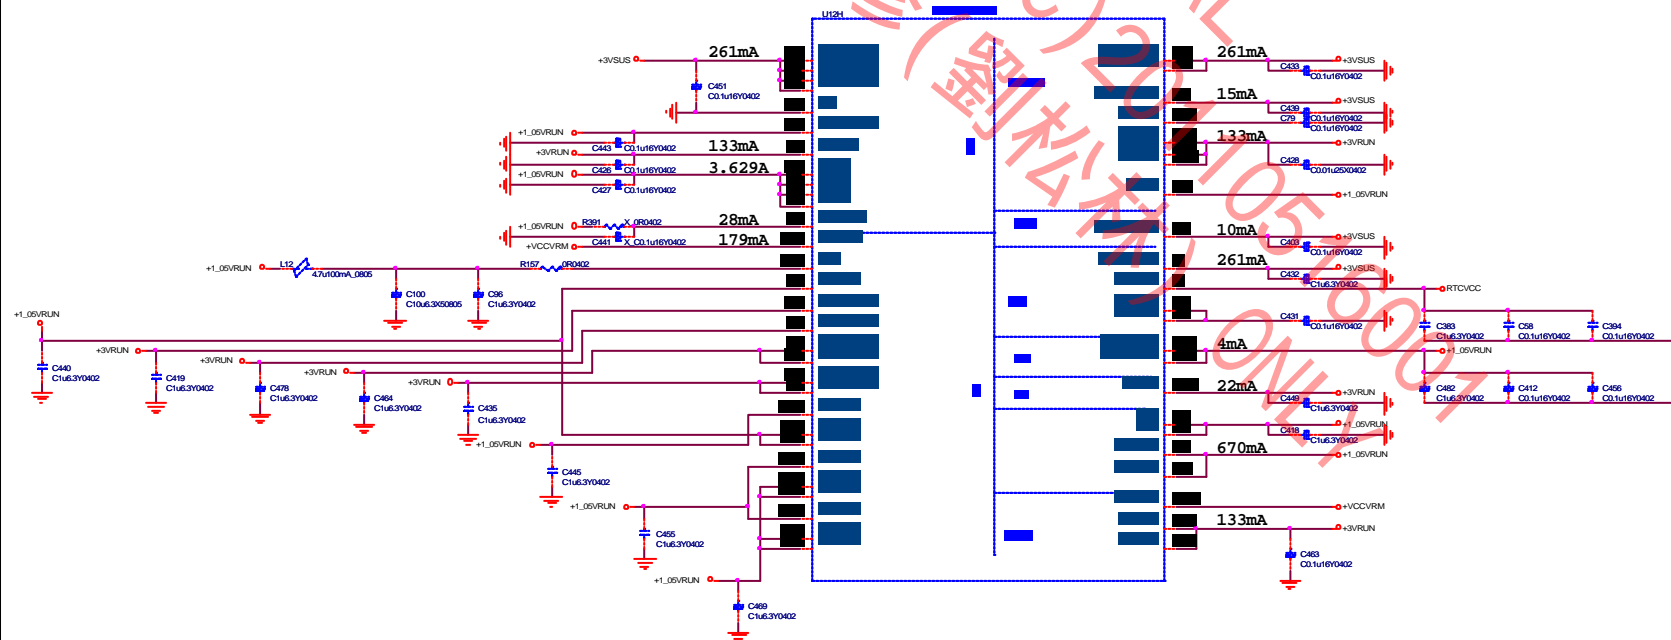 U12H
+3VSUS
261mA
C451
C0.1u16Y0402
+1_05VRUN
C443
C0.1u16Y0402
+3VRUN
133mA
C426
C0.1u16Y0402
+1_05VRUN
3.629A
C427
C0.1u16Y0402
+1_05VRUN
R391
X_0R0402
28mA
C441
X_C0.1u16Y0402
+VCCVRM
179mA
+1_05VRUN
L12
4.7u100mA_0805
R157
0R0402
C100
C10u6.3X50805
C96
C1u6.3Y0402
+1_05VRUN
C440
C1u6.3Y0402
+3VRUN
C419
C1u6.3Y0402
+3VRUN
C478
C1u6.3Y0402
+3VRUN
C464
C1u6.3Y0402
+3VRUN
C435
C1u6.3Y0402
+1_05VRUN
C445
C1u6.3Y0402
+1_05VRUN
C455
C1u6.3Y0402
+1_05VRUN
C469
C1u6.3Y0402
261mA
+3VSUS
C433
C0.1u16Y0402
15mA
+3VSUS
C439
C0.1u16Y0402
C79
C0.1u16Y0402
133mA
+3VRUN
C428
C0.01u25X0402
+1_05VRUN
10mA
+3VSUS
C403
C0.1u16Y0402
261mA
+3VSUS
C432
C1u6.3Y0402
RTCVCC
C431
C0.1u16Y0402
C383
C1u6.3Y0402
C58
C0.1u16Y0402
C394
C0.1u16Y0402
4mA
+1_05VRUN
C482
C1u6.3Y0402
C412
C0.1u16Y0402
C456
C0.1u16Y0402
22mA
+3VRUN
C449
C1u6.3Y0402
+1_05VRUN
C418
C1u6.3Y0402
670mA
+1_05VRUN
+VCCVRM
133mA
+3VRUN
C463
C0.1u16Y0402
(劉松林)
20110516001
ONLY